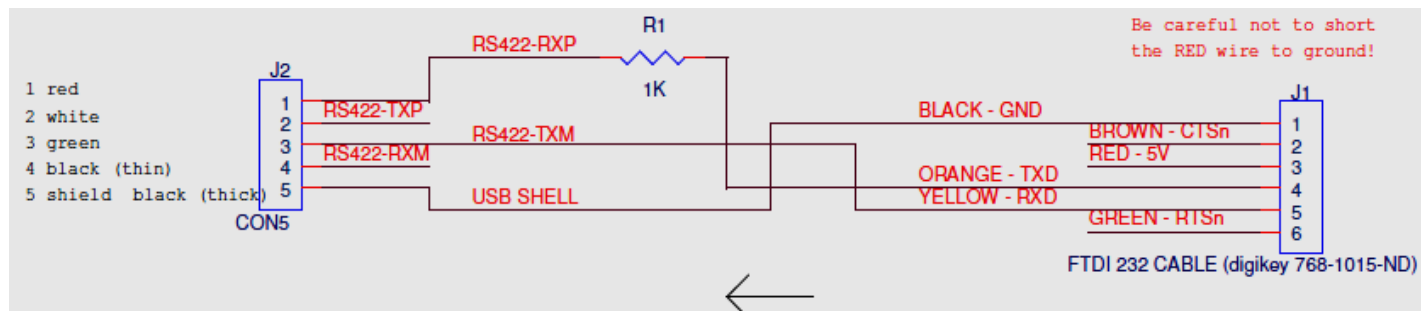 Be careful not to short
the RED wire to ground!
R1
RS422-RXP
1K
J2
1 red
2 white
3 green
4 black (thin)
5 shield black (thick)
1
2
3
4
5
CON5
RS422-TXP
RS422-TXM
RS422-RXM
USB SHELL
J1
BLACK - GND
BROWN - CTSn
RED - 5V
ORANGE - TXD
YELLOW - RXD
GREEN - RTSn
1
2
3
4
5
6
FTDI 232 CABLE (digikey 768-1015-ND)